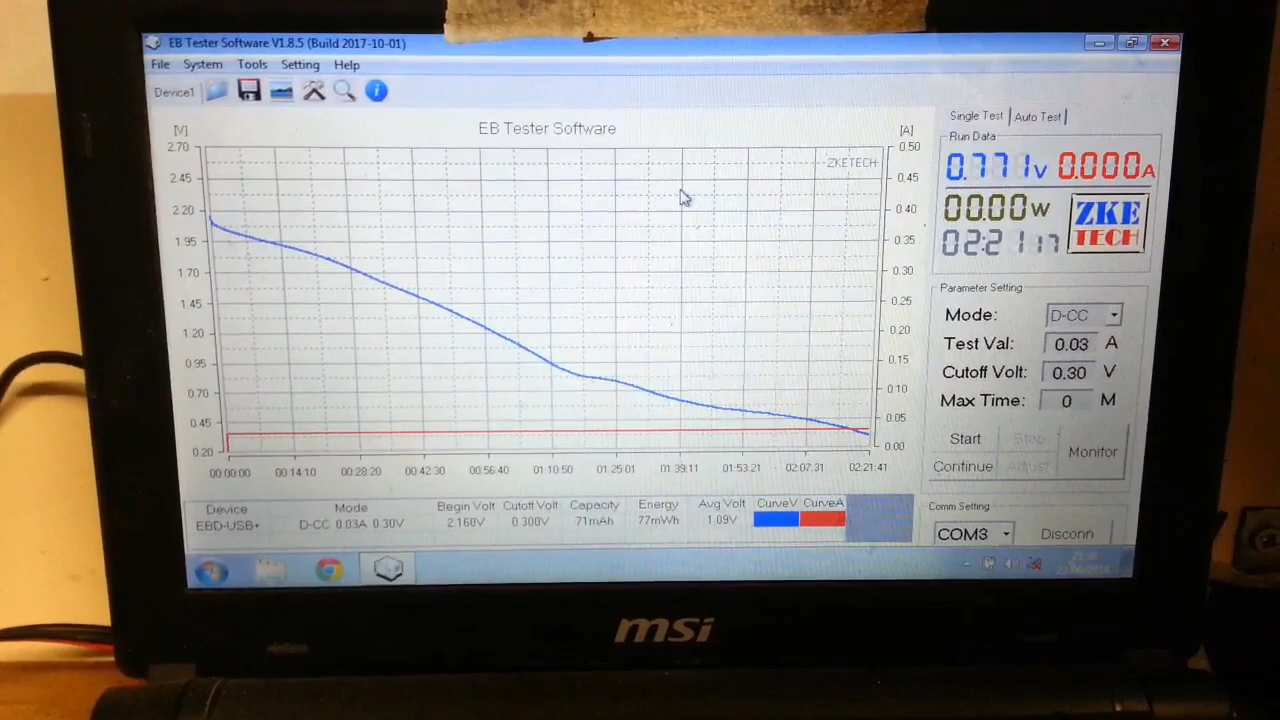 EB Tester Software V1.8.5 (Build 2017-10-01)
File System Tools Setting Help
Device1
Single Test Auto Test
[V] EB Tester Software [A]
ZKETECH
2.70
2.45
2.20
1.95
1.70
1.45
1.20
0.95
0.70
0.45
0.20
0.50
0.45
0.40
0.35
0.30
0.25
0.20
0.15
0.10
0.05
0.00
00:00:00 00:14:10 00:28:20 00:42:30 00:56:40 01:10:50 01:25:01 01:39:11 01:53:21 02:07:31 02:21:41
Run Data
0.771V 0.000A
00.00W
02:21 17
ZKE
TECH
Parameter Setting
Mode: D-CC
Test Val: 0.03 A
Cutoff Volt: 0.30 V
Max Time: 0 M
Start Stop
Continue Adjust
Monitor
Device Mode Begin Volt Cutoff Volt Capacity Energy Avg Volt CurveV CurveA
EBD-USB+ D-CC 0.03A 0.30V 2.160V 0.300V 71mAh 77mWh 1.09V
Comm Setting
COM3 Disconn
msi